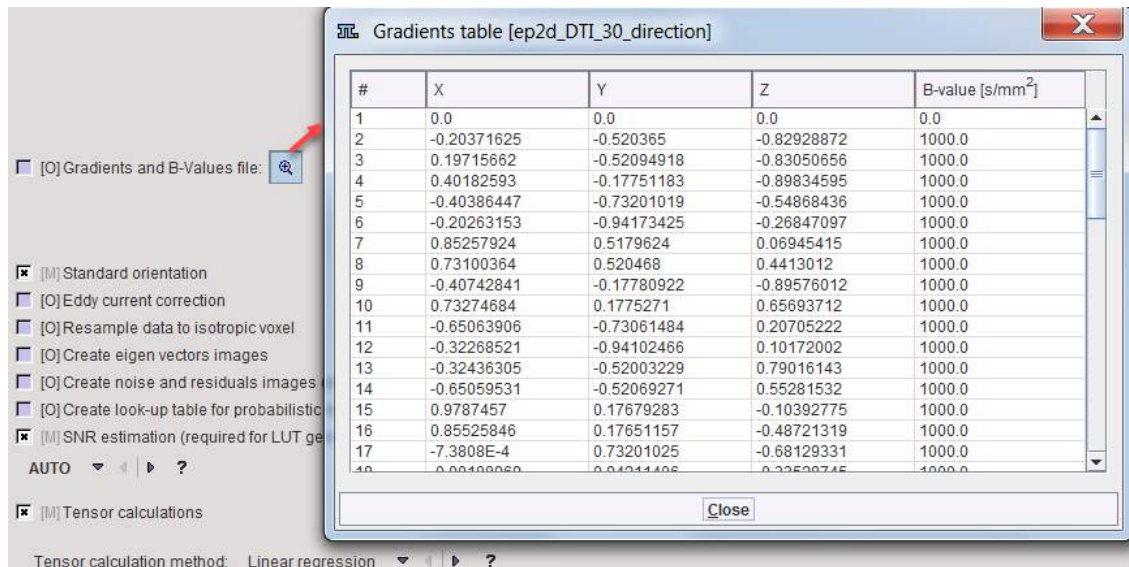 Gradients table [ep2d_DTI_30_direction]
# X Y Z B-value [s/mm2]
1 0.0 0.0 0.0 0.0
2 -0.20371625 -0.520365 -0.82928872 1000.0
3 0.19715662 -0.52094918 -0.83050656 1000.0
4 0.40182593 -0.17751183 -0.89834595 1000.0
5 -0.40386447 -0.73201019 -0.54868436 1000.0
6 -0.20263153 -0.94173425 -0.26847097 1000.0
7 0.85257924 0.5179624 0.06945415 1000.0
8 0.73100364 0.520468 0.4413012 1000.0
9 -0.40742841 -0.17780922 -0.89576012 1000.0
10 0.73274684 0.1775271 0.65693712 1000.0
11 -0.65063906 -0.73061484 0.20705222 1000.0
12 -0.32268521 -0.94102466 0.10172002 1000.0
13 -0.32436305 -0.52003229 0.79016143 1000.0
14 -0.65059531 -0.52069271 0.55281532 1000.0
15 0.9787457 0.17679283 -0.10392775 1000.0
16 0.85525846 0.17651157 -0.48721319 1000.0
17 -7.3808E-4 0.73201025 -0.68129331 1000.0
Close
[O] Gradients and B-Values file:
[M] Standard orientation
[O] Eddy current correction
[O] Resample data to isotropic voxel
[O] Create eigen vectors images
[O] Create noise and residuals images
[O] Create look-up table for probabilistic
[M] SNR estimation (required for LUT ge
AUTO ?
[M] Tensor calculations
Tensor calculation method: Linear regression ?